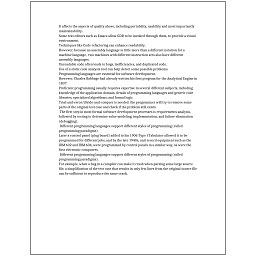 It affects the aspects of quality above, including portability, usability and most importantly
maintainability.
Some text editors such as Emacs allow GDB to be invoked through them, to provide a visual
environment.
Techniques like Code refactoring can enhance readability.
However, because an assembly language is little more than a different notation for a
machine language, two machines with different instruction sets also have different
assembly languages.
Unreadable code often leads to bugs, inefficiencies, and duplicated code.
Use of a static code analysis tool can help detect some possible problems.
Programming languages are essential for software development.
However, Charles Babbage had already written his first program for the Analytical Engine in
1837.
Proficient programming usually requires expertise in several different subjects, including
knowledge of the application domain, details of programming languages and generic code
libraries, specialized algorithms, and formal logic.
Trial-and-error/divide-and-conquer is needed: the programmer will try to remove some
parts of the original test case and check if the problem still exists.
The first step in most formal software development processes is requirements analysis,
followed by testing to determine value modeling, implementation, and failure elimination
(debugging).
Different programming languages support different styles of programming (called
programming paradigms).
Later a control panel (plug board) added to his 1906 Type I Tabulator allowed it to be
programmed for different jobs, and by the late 1940s, unit record equipment such as the
IBM 602 and IBM 604, were programmed by control panels in a similar way, as were the
first electronic computers.
Different programming languages support different styles of programming (called
programming paradigms).
For example, when a bug in a compiler can make it crash when parsing some large source
file, a simplification of the test case that results in only few lines from the original source file
can be sufficient to reproduce the same crash.